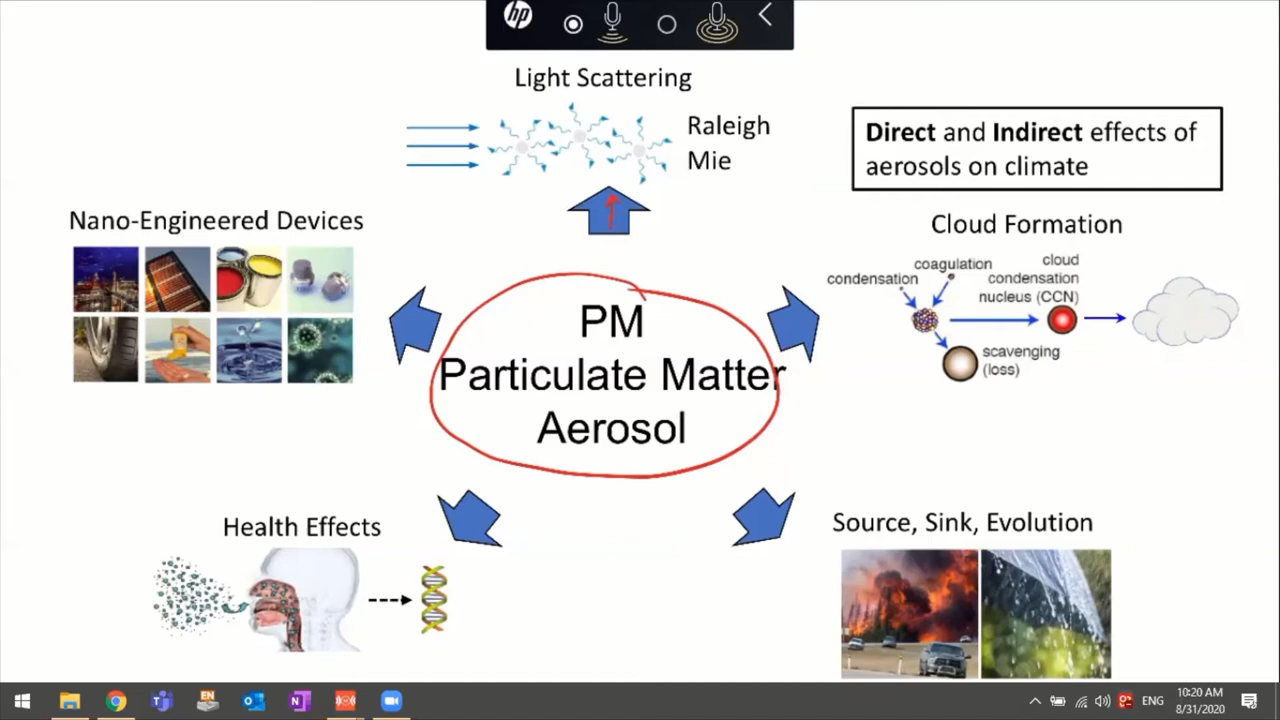 hp
Light Scattering
Raleigh
Mie
Direct and Indirect effects of
aerosols on climate
Nano-Engineered Devices
Cloud Formation
condensation
coagulation
cloud
condensation
nucleus (CCN)
scavenging
(loss)
PM
Particulate Matter
Aerosol
Health Effects
Source, Sink, Evolution
EN
ENG
10:20 AM
8/31/2020